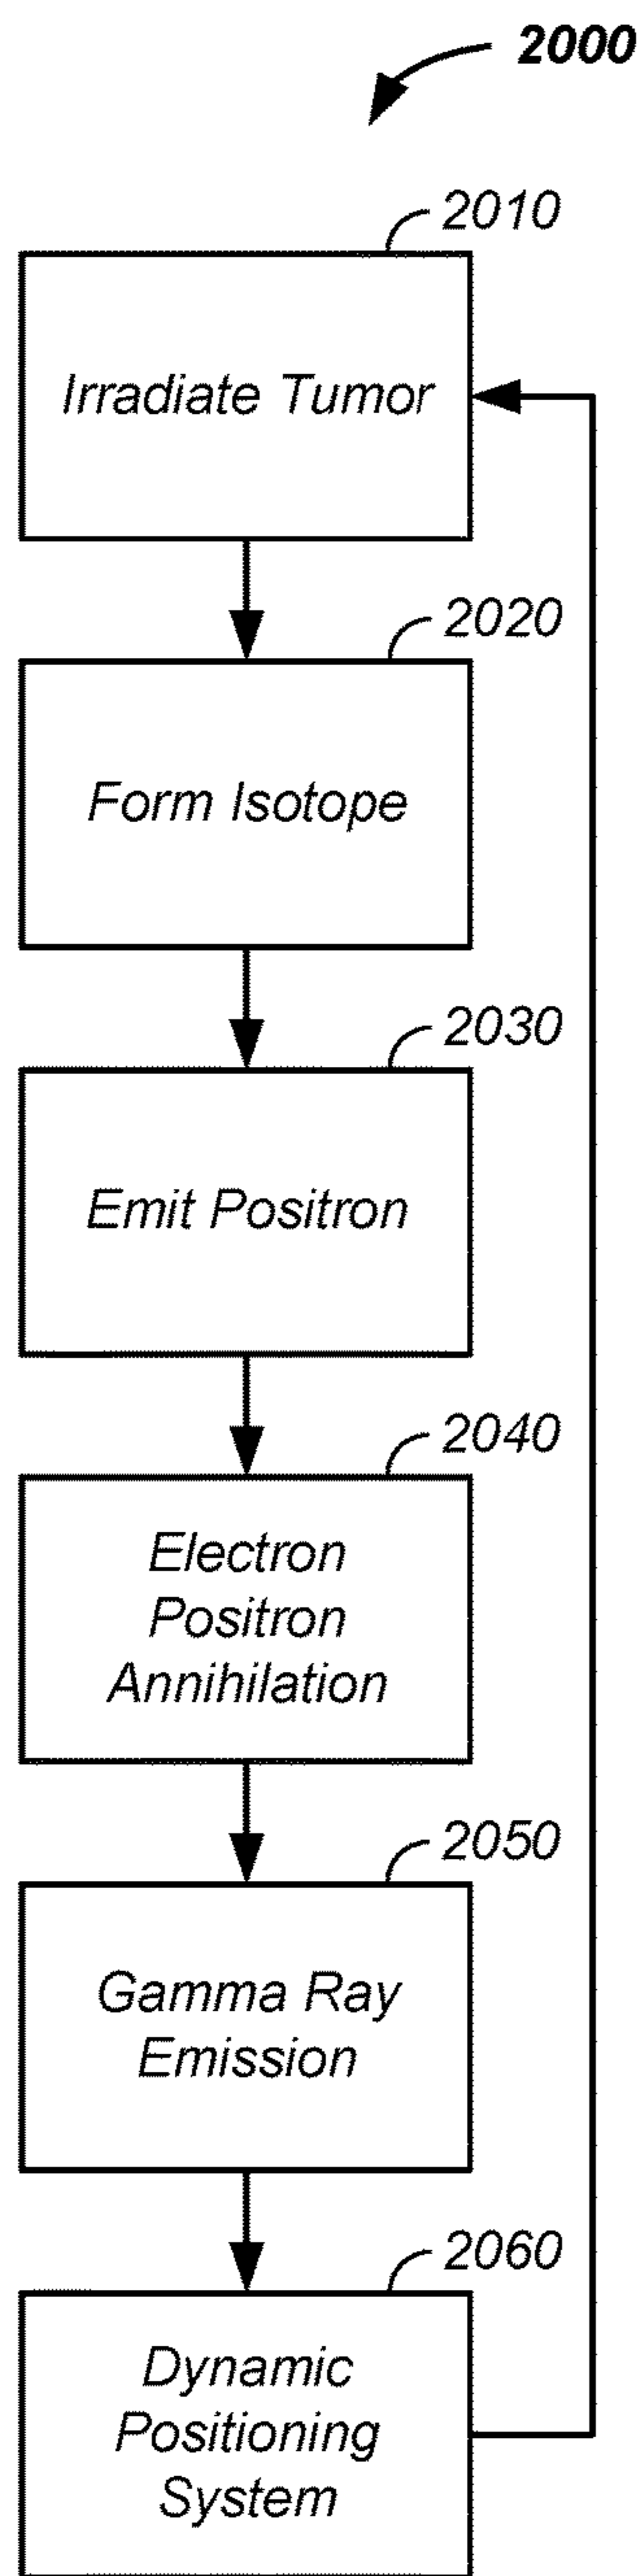 2000
2010
Irradiate Tumor
2020
Form Isotope
2030
Emit Positron
2040
Electron
Positron
Annihilation
2050
Gamma Ray
Emission
2060
Dynamic
Positioning
System